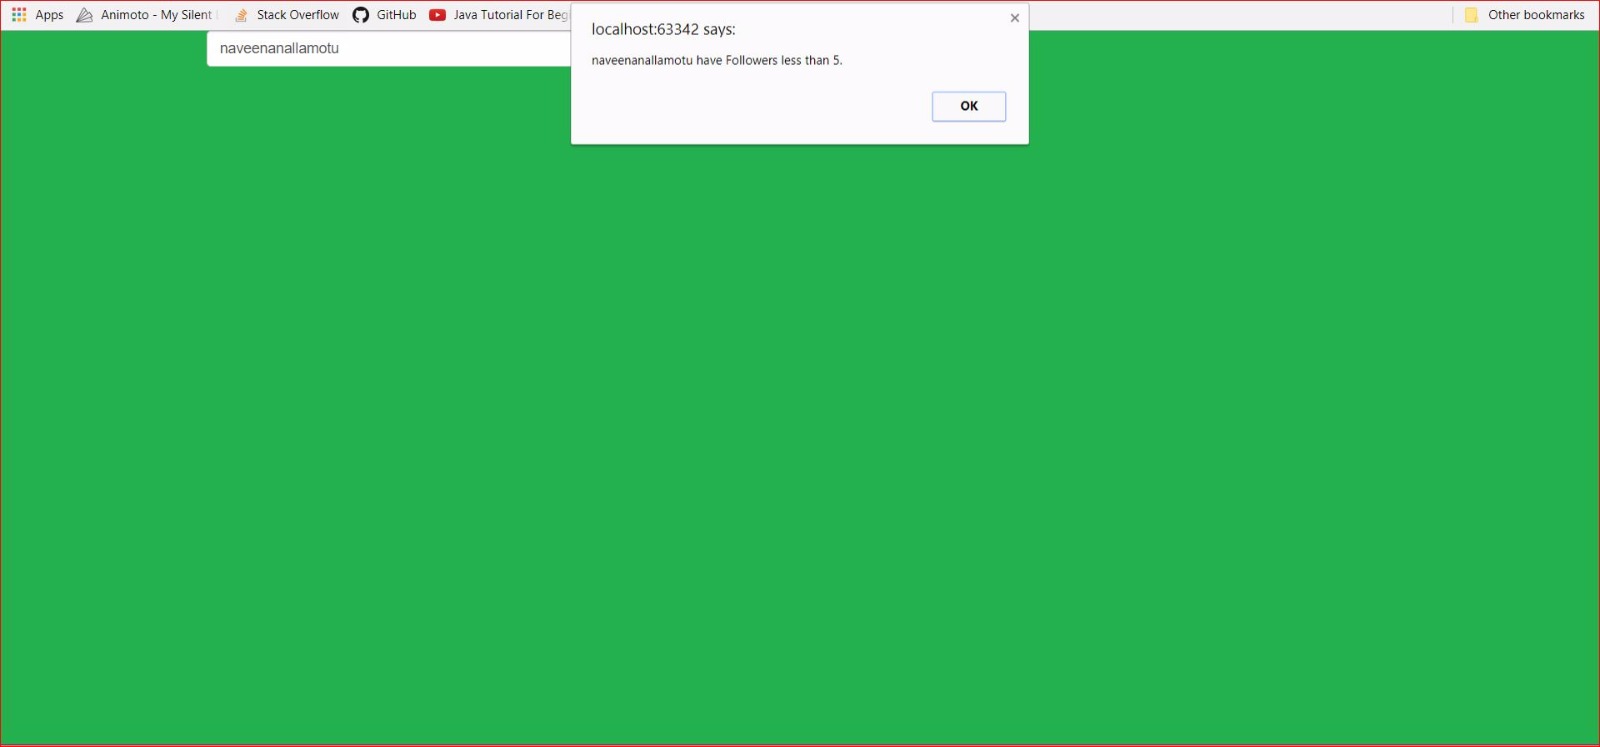 Apps Animoto - My Silent Stack Overflow GitHub Java Tutorial For Beg Other bookmarks
naveenanallamotu
localhost:63342 says:
naveenanallamotu have Followers less than 5.
OK